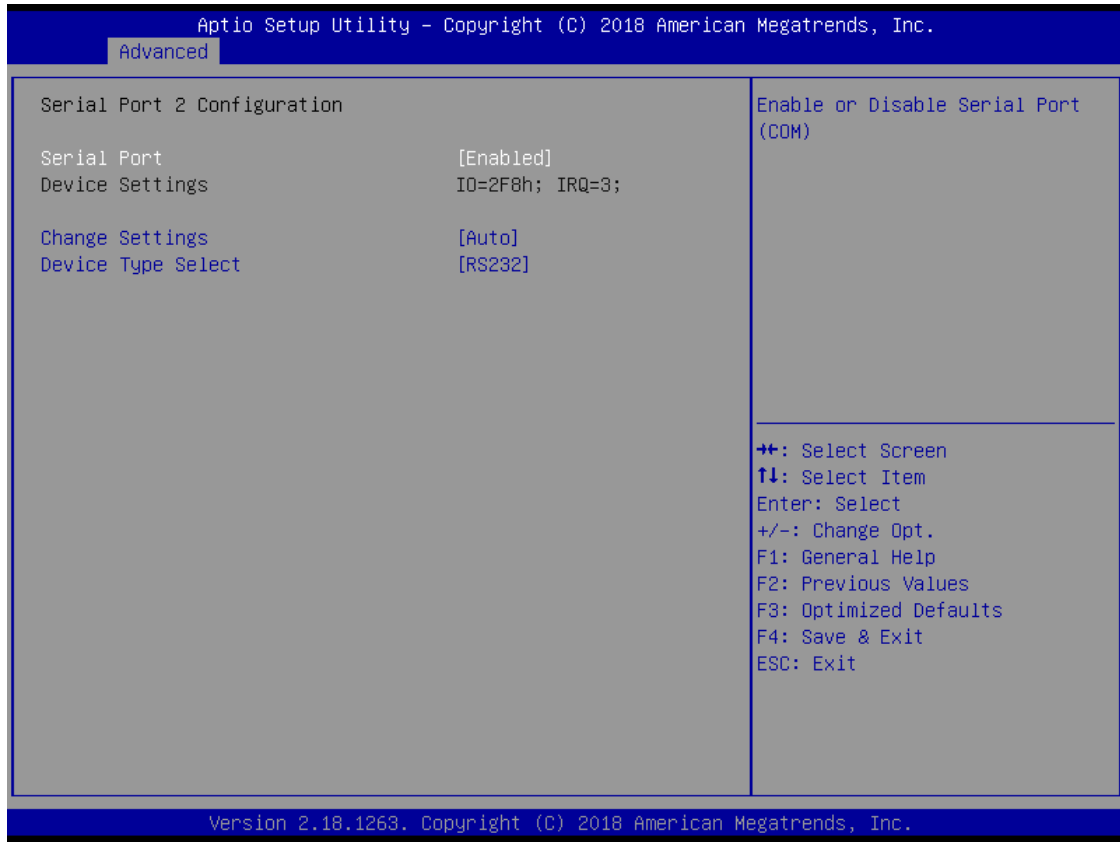 Aptio Setup Utility – Copyright (C) 2018 American Megatrends, Inc.
Advanced
Serial Port 2 Configuration
Serial Port [Enabled]
Device Settings IO=2F8h; IRQ=3;
Change Settings [Auto]
Device Type Select [RS232]
Enable or Disable Serial Port
(COM)
→←: Select Screen
↑↓: Select Item
Enter: Select
+/-: Change Opt.
F1: General Help
F2: Previous Values
F3: Optimized Defaults
F4: Save & Exit
ESC: Exit
Version 2.18.1263. Copyright (C) 2018 American Megatrends, Inc.